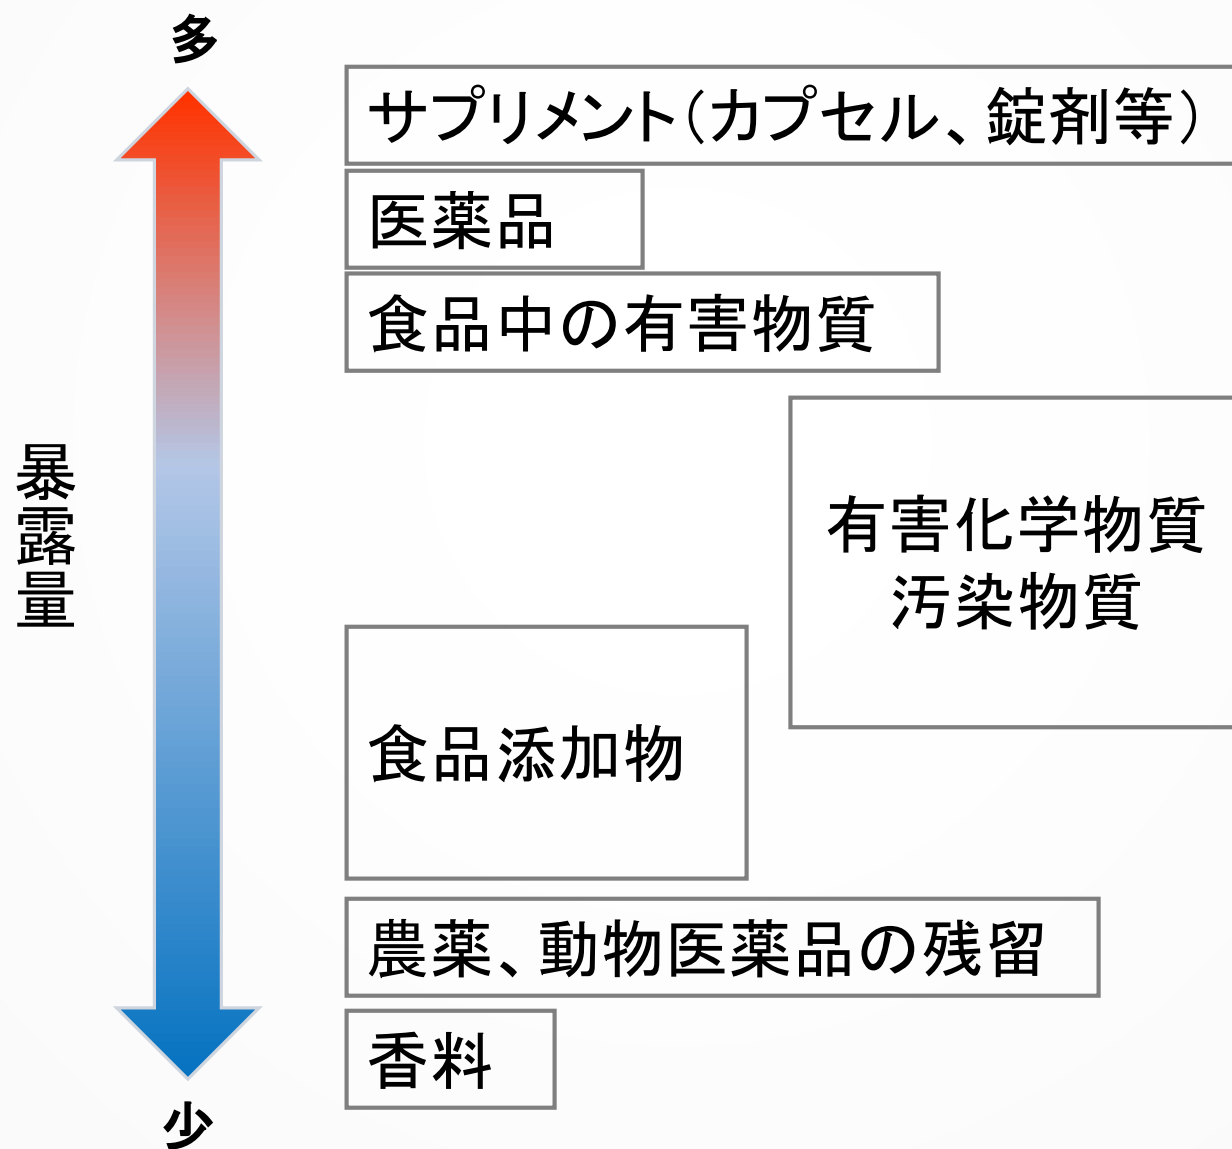 多
サプリメント（カプセル、錠剤等）
医薬品
食品中の有害物質
暴露量
有害化学物質
汚染物質
食品添加物
農薬、動物医薬品の残留
香料
少